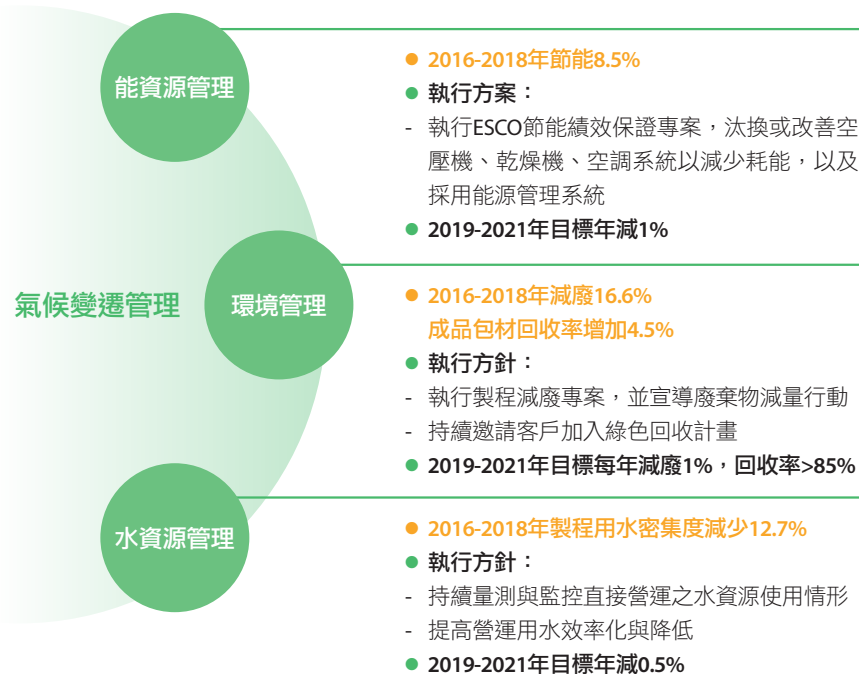 能資源管理
● 2016-2018年節能8.5%
● 執行方案：
- 執行ESCO節能績效保證專案，汰換或改善空
壓機、乾燥機、空調系統以減少耗能，以及
採用能源管理系統
● 2019-2021年目標年減1%
氣候變遷管理
環境管理
● 2016-2018年減廢16.6%
成品包材回收率增加4.5%
● 執行方針：
- 執行製程減廢專案，並宣導廢棄物減量行動
- 持續邀請客戶加入綠色回收計畫
● 2019-2021年目標每年減廢1%，回收率>85%
水資源管理
● 2016-2018年製程用水密集度減少12.7%
● 執行方針：
- 持續量測與監控直接營運之水資源使用情形
- 提高營運用水效率化與降低
● 2019-2021年目標年減0.5%